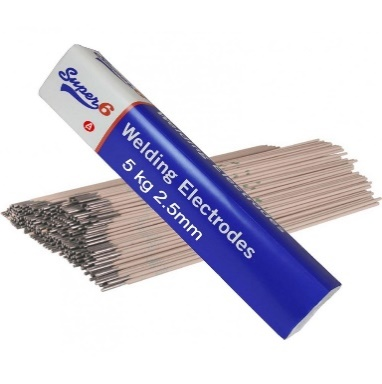 Super6
Welding Electrodes
5 kg 2.5mm